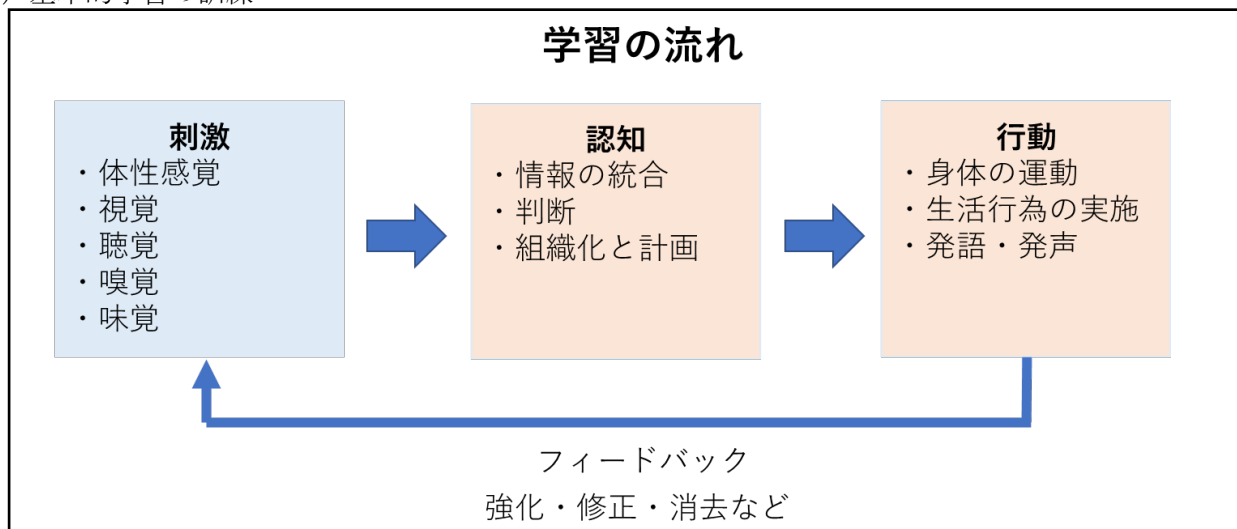 学習の流れ
刺激
・体性感覚
・視覚
・聴覚
・嗅覚
・味覚
認知
・情報の統合
・判断
・組織化と計画
行動
・身体の運動
・生活行為の実施
・発語・発声
フィードバック
強化・修正・消去など